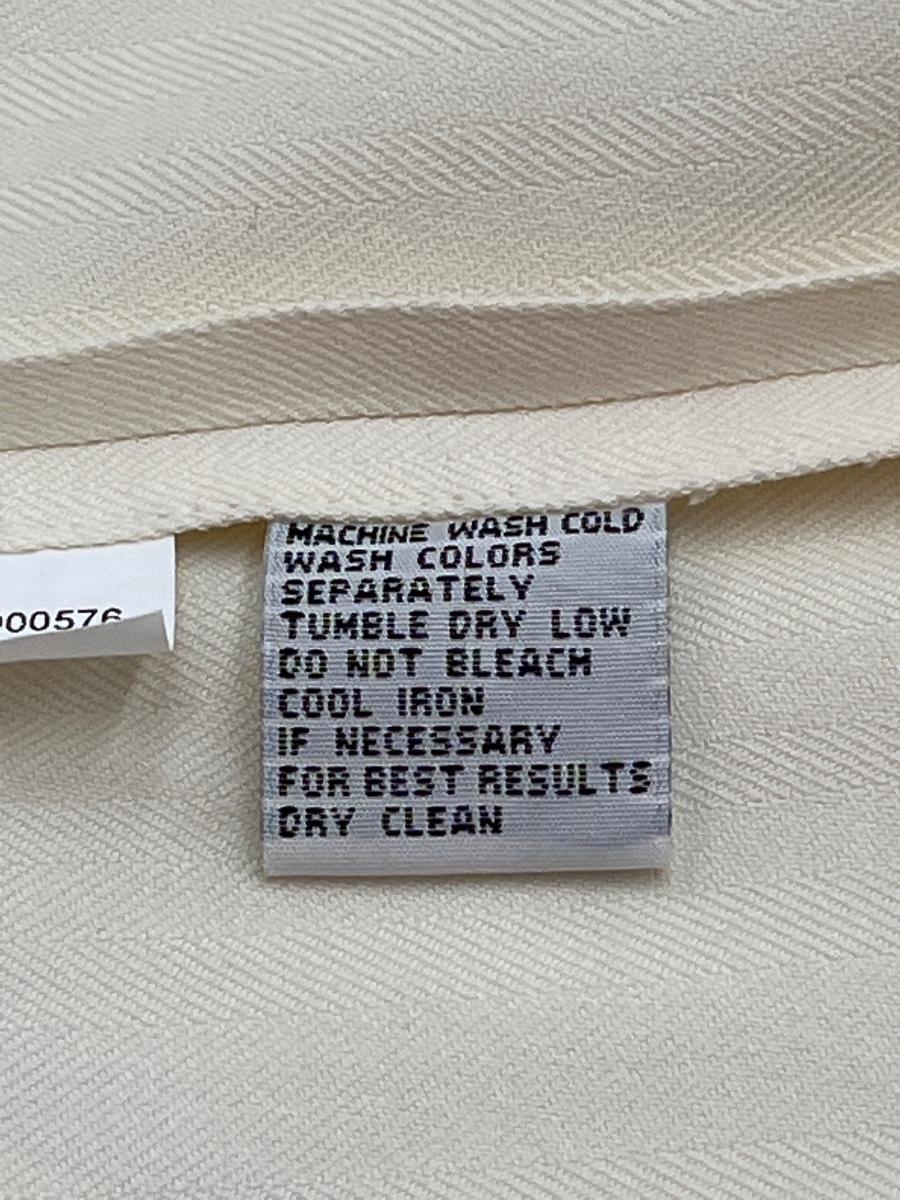 MACHINE WASH COLD
WASH COLORS
SEPARATELY
TUMBLE DRY LOW
DO NOT BLEACH
COOL IRON
IF NECESSARY
FOR BEST RESULTS
DRY CLEAN
00576